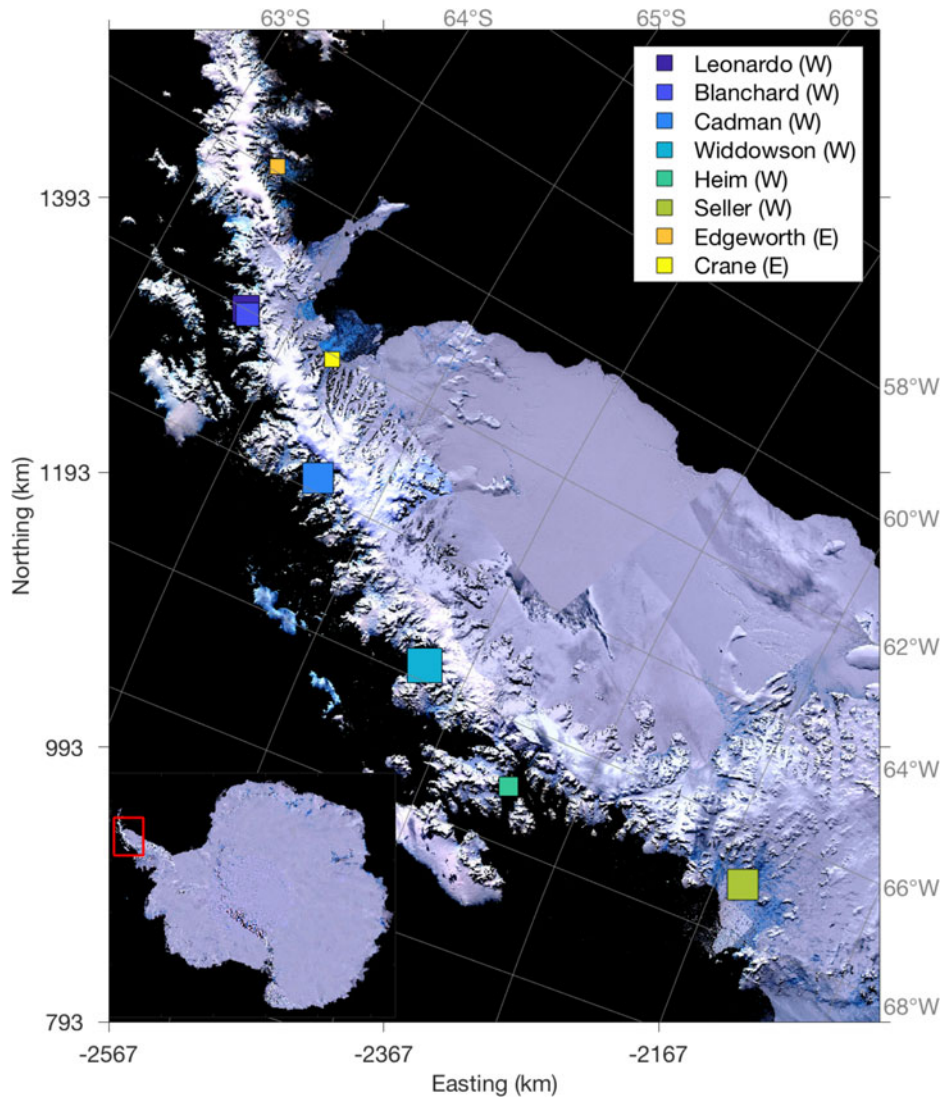 63°S 64°S 65°S 66°S
Leonardo (W)
Blanchard (W)
Cadman (W)
Widdowson (W)
Heim (W)
Seller (W)
Edgeworth (E)
Crane (E)
1393
1193
993
793
Northing (km)
58°W
60°W
62°W
64°W
66°W
68°W
-2567 -2367 -2167
Easting (km)